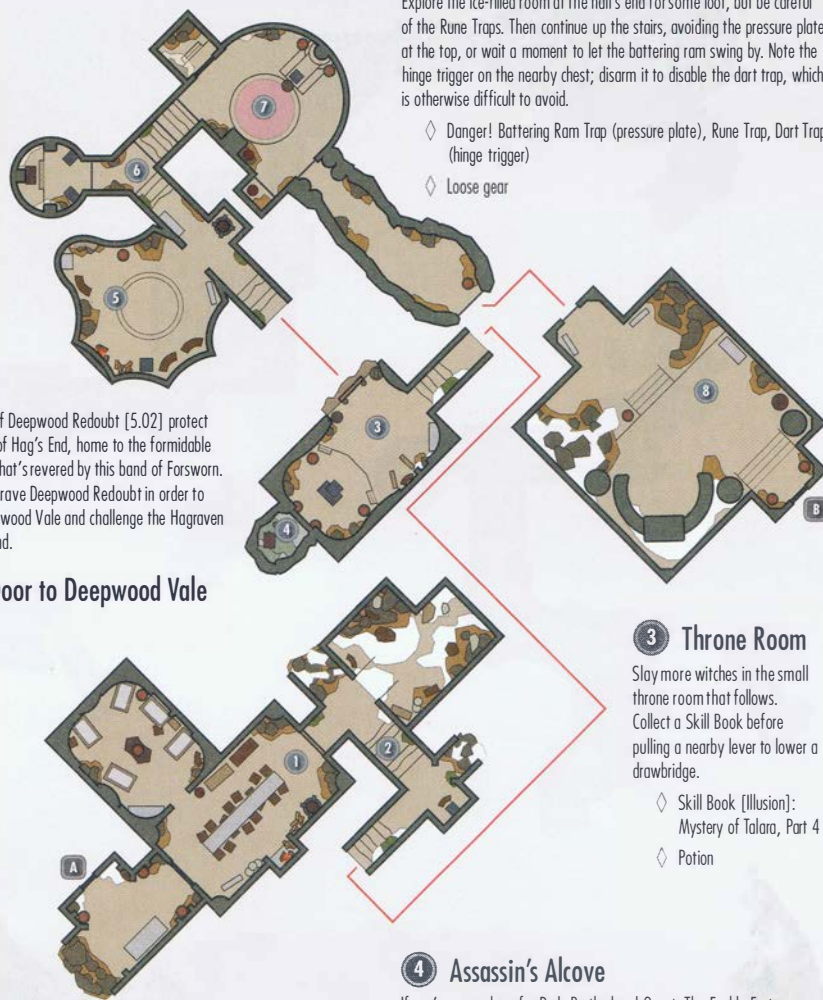 Explore the ice-filled room at the hall's end for some loot, but be careful
of the Rune Traps. Then continue up the stairs, avoiding the pressure plate
at the top, or wait a moment to let the battering ram swing by. Note the
hinge trigger on the nearby chest; disarm it to disable the dart trap, which
is otherwise difficult to avoid.
◊ Danger! Battering Ram Trap (pressure plate), Rune Trap, Dart Trap
(hinge trigger)
◊ Loose gear
7
6
5
3
4
8
B
f Deepwood Redoubt [5.02] protect
of Hag's End, home to the formidable
that's revered by this band of Forsworn.
rave Deepwood Redoubt in order to
wood Vale and challenge the Hagraven
nd.
oor to Deepwood Vale
1
2
A
3 Throne Room
Slay more witches in the small
throne room that follows.
Collect a Skill Book before
pulling a nearby lever to lower a
drawbridge.
◊ Skill Book [Illusion]:
Mystery of Talara, Part 4
◊ Potion
4 Assassin's Alcove